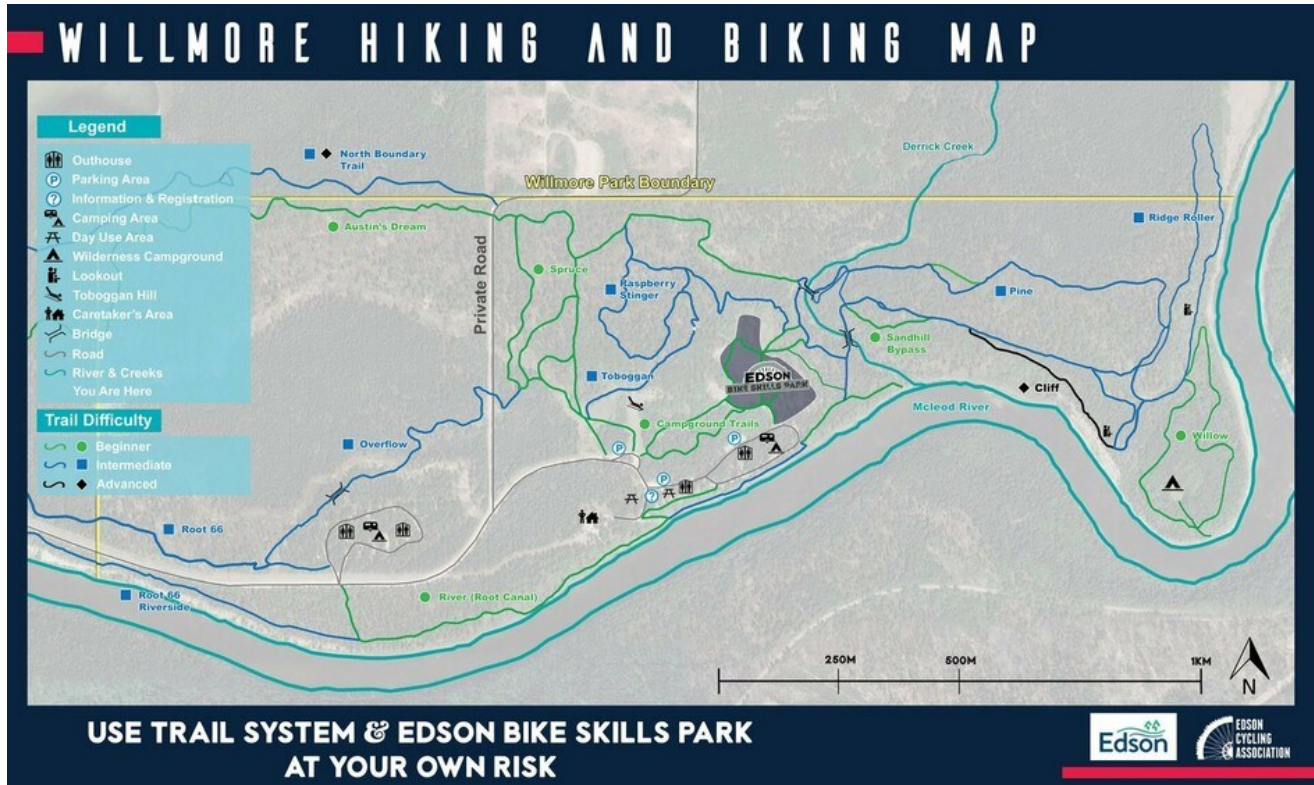 WILLMORE HIKING AND BIKING MAP
Legend
Outhouse
P
Parking Area
?
Information & Registration
Camping Area
Day Use Area
Wilderness Campground
Lookout
Toboggan Hill
Caretaker's Area
Bridge
Road
River & Creeks
You Are Here
Trail Difficulty
Beginner
Intermediate
Advanced
North Boundary
Trail
Willmore Park Boundary
Derrick Creek
Austin's Dream
Private Road
Spruce
Raspberry
Stinger
Ridge Roller
Pine
Sandhill
Bypass
Toboggan
EDSON
BIKE SKILLS PARK
Cliff
Mcleod River
Campground Trails
Willow
Overflow
P
P
P
?
Root 66
Root 66
Riverside
River (Root Canal)
250M
500M
1KM
N
USE TRAIL SYSTEM & EDSON BIKE SKILLS PARK
AT YOUR OWN RISK
Edson
EDSON
CYCLING
ASSOCIATION